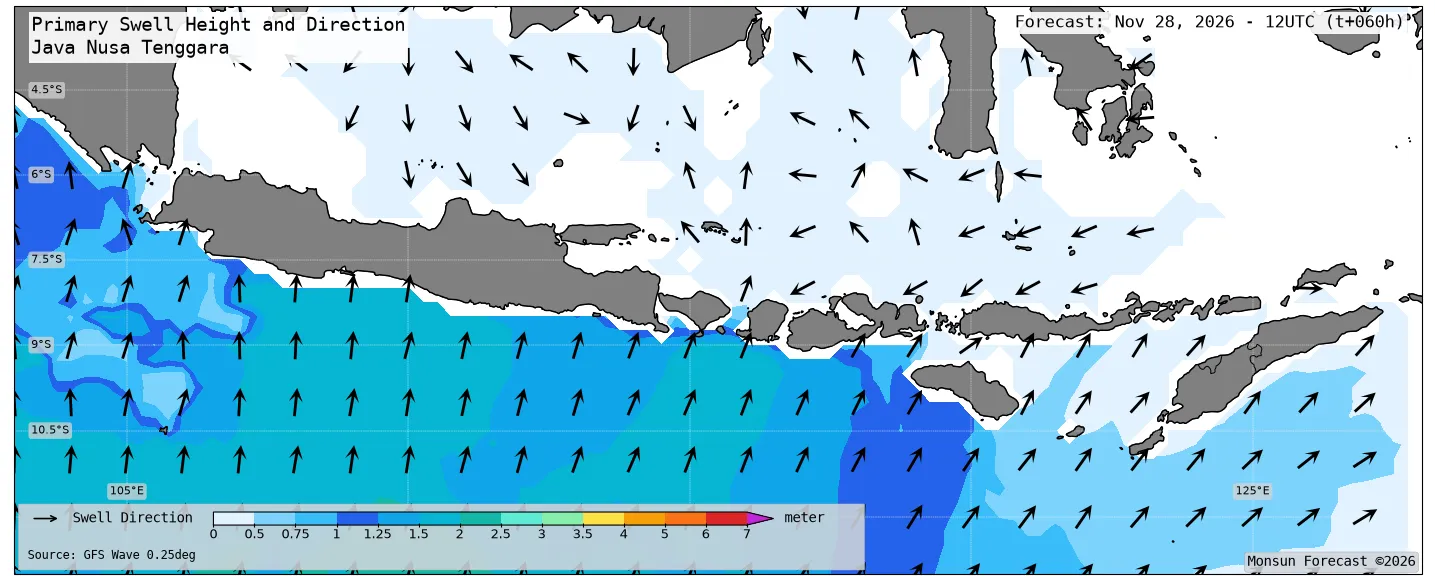 Primary Swell Height and Direction
Java Nusa Tenggara
Forecast: Nov 28, 2026 - 12UTC (t+060h)
4.5°S
6°S
7.5°S
9°S
10.5°S
105°E
125°E
Swell Direction
0 0.5 0.75 1 1.25 1.5 2 2.5 3 3.5 4 5 6 7
meter
Source: GFS Wave 0.25deg
Monsun Forecast ©2026